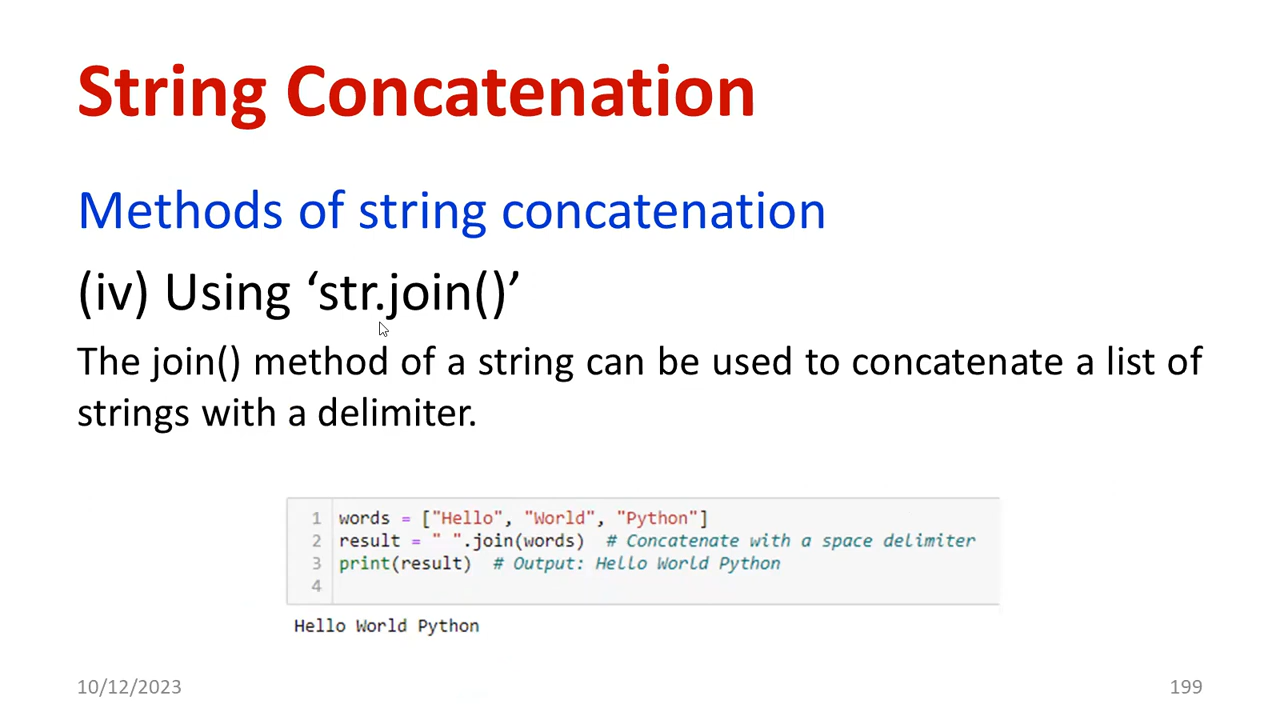 String Concatenation
Methods of string concatenation
(iv) Using ‘str.join()’
The join() method of a string can be used to concatenate a list of
strings with a delimiter.
1 words = ["Hello", "World", "Python"]
2 result = " ".join(words)  # Concatenate with a space delimiter
3 print(result)  # Output: Hello World Python
4
Hello World Python
10/12/2023 199